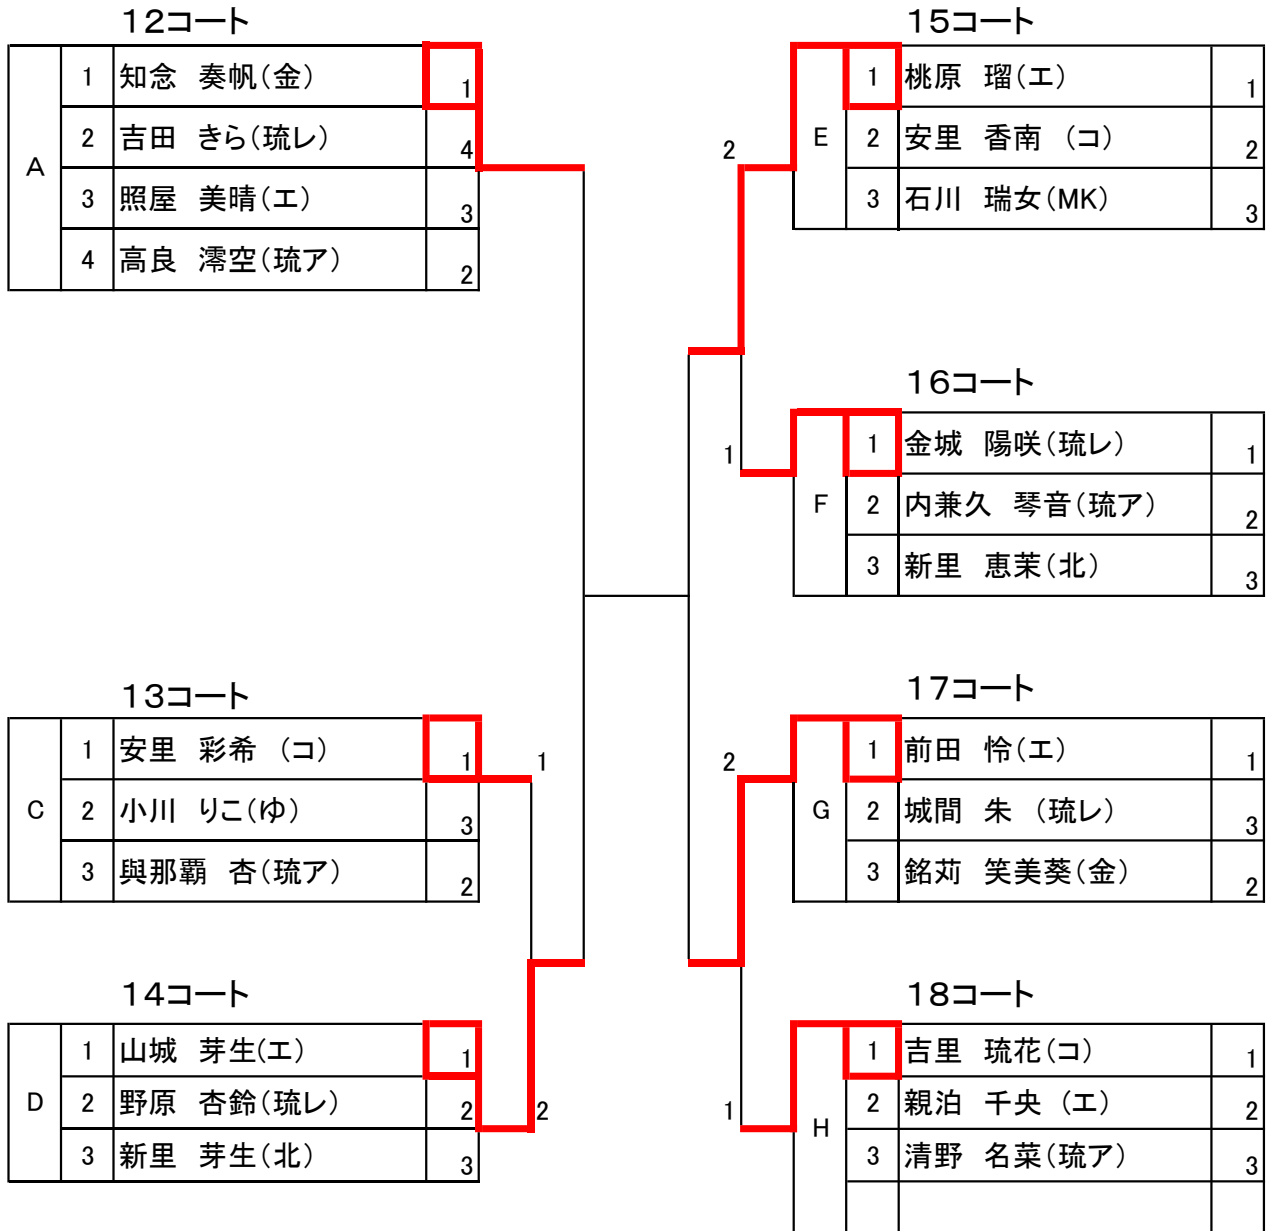 12コート
A
1 知念 奏帆(金) 1
2 吉田 きら(琉レ) 4
3 照屋 美晴(エ) 3
4 高良 澪空(琉ア) 2
13コート
C
1 安里 彩希 (コ) 1
2 小川 りこ(ゆ) 3
3 與那覇 杏(琉ア) 2
1
14コート
D
1 山城 芽生(エ) 1
2 野原 杏鈴(琉レ) 2
3 新里 芽生(北) 3
2
15コート
2
E
1 桃原 瑠(エ) 1
2 安里 香南 (コ) 2
3 石川 瑞女(MK) 3
16コート
1
F
1 金城 陽咲(琉レ) 1
2 内兼久 琴音(琉ア) 2
3 新里 恵茉(北) 3
17コート
2
G
1 前田 怜(エ) 1
2 城間 朱 (琉レ) 3
3 銘苅 笑美葵(金) 2
18コート
1
H
1 吉里 琉花(コ) 1
2 親泊 千央 (エ) 2
3 清野 名菜(琉ア) 3